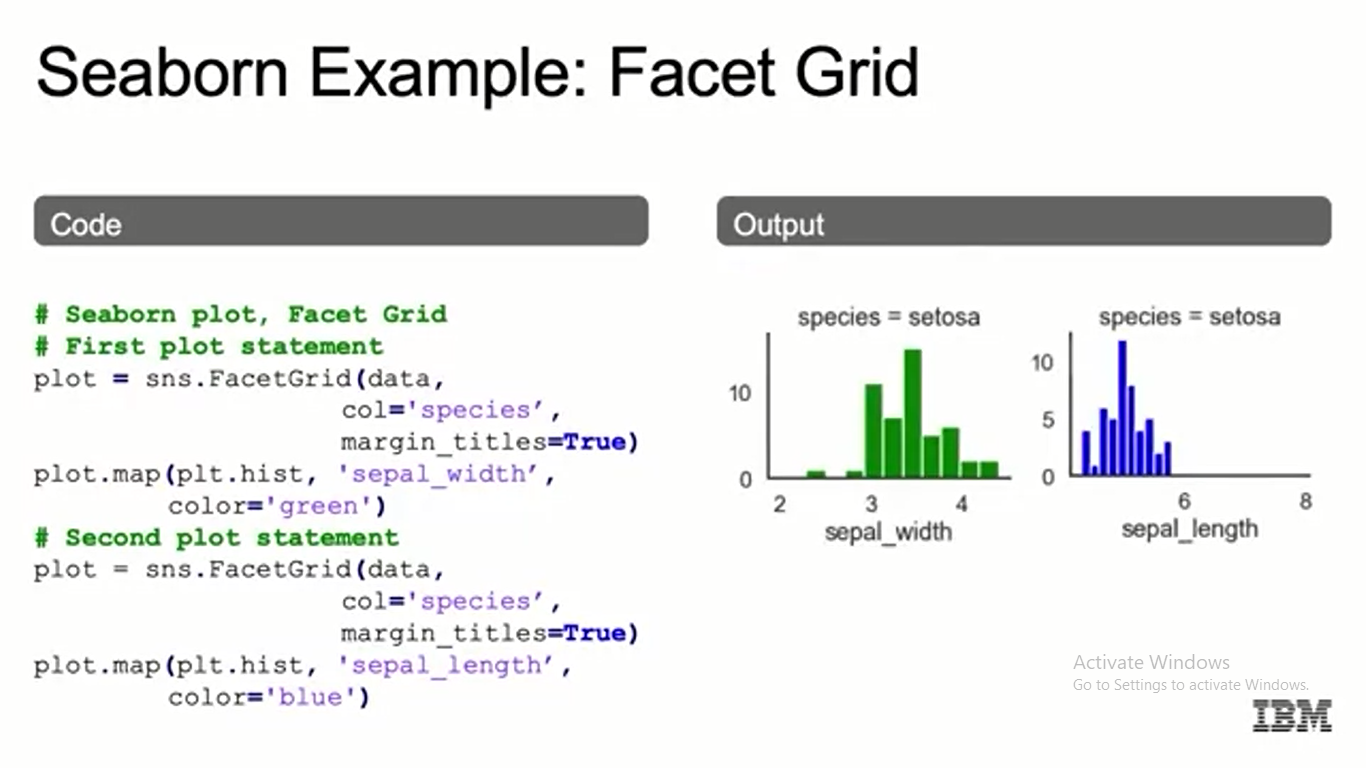 Seaborn Example: Facet Grid
Code
# Seaborn plot, Facet Grid
# First plot statement
plot = sns.FacetGrid(data,
col='species’,
margin_titles=True)
plot.map(plt.hist, 'sepal_width’,
color='green')
# Second plot statement
plot = sns.FacetGrid(data,
col='species’,
margin_titles=True)
plot.map(plt.hist, 'sepal_length’,
color='blue')
Output
species = setosa
10
0
2 3 4
sepal_width
species = setosa
10
5
0
6 8
sepal_length
Activate Windows
Go to Settings to activate Windows.
IBM